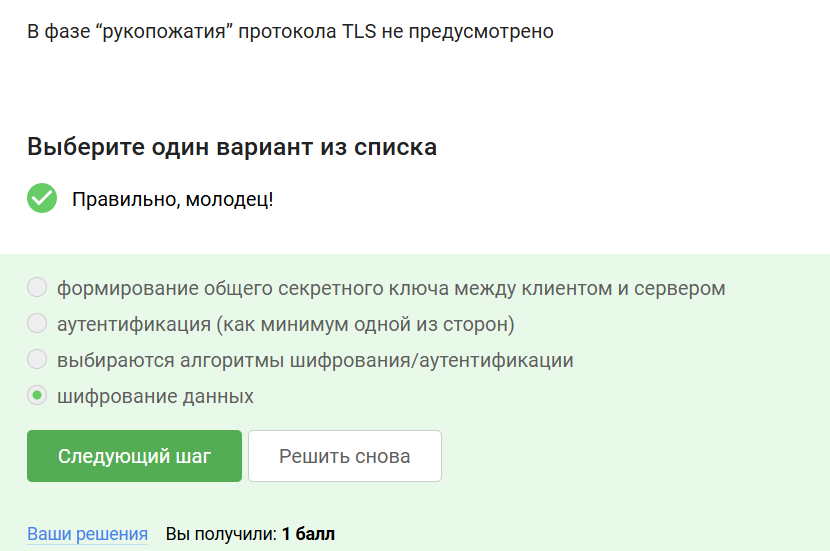 В фазе “рукопожатия” протокола TLS не предусмотрено
Выберите один вариант из списка
Правильно, молодец!
формирование общего секретного ключа между клиентом и сервером
аутентификация (как минимум одной из сторон)
выбираются алгоритмы шифрования/аутентификации
шифрование данных
Следующий шаг Решить снова
Ваши решения Вы получили: 1 балл